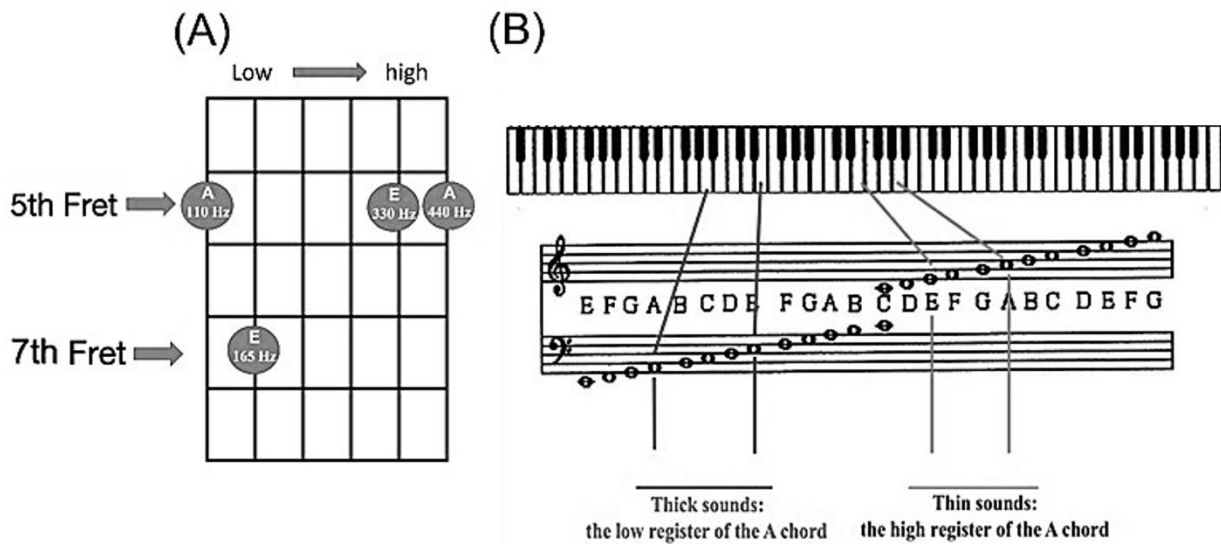 (A)
Low high
5th Fret
A
110 Hz
E
330 Hz
A
440 Hz
7th Fret
E
165 Hz
(B)
E F G A B C D E F G A B C D E F G A B C D E F G
Thick sounds:
the low register of the A chord
Thin sounds:
the high register of the A chord